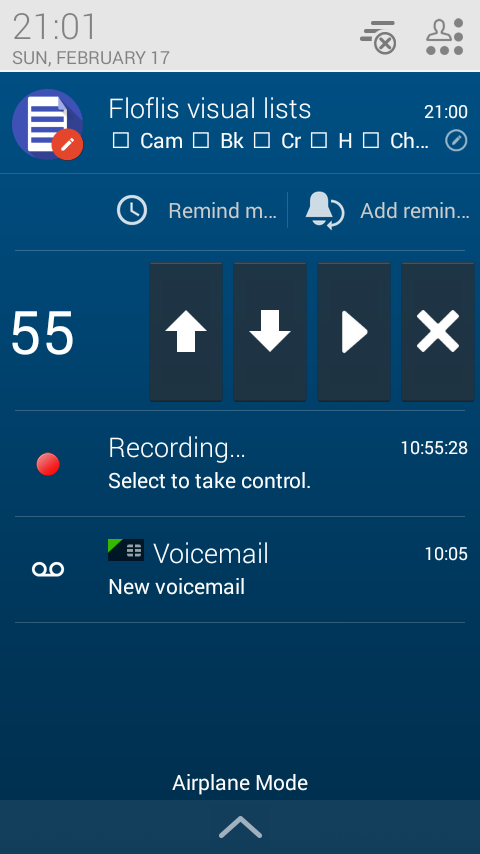 21:01
SUN, FEBRUARY 17
Floflis visual lists 21:00
☐ Cam ☐ Bk ☐ Cr ☐ H ☐ Ch...
Remind m... Add remin...
55
Recording... 10:55:28
Select to take control.
Voicemail 10:05
New voicemail
Airplane Mode